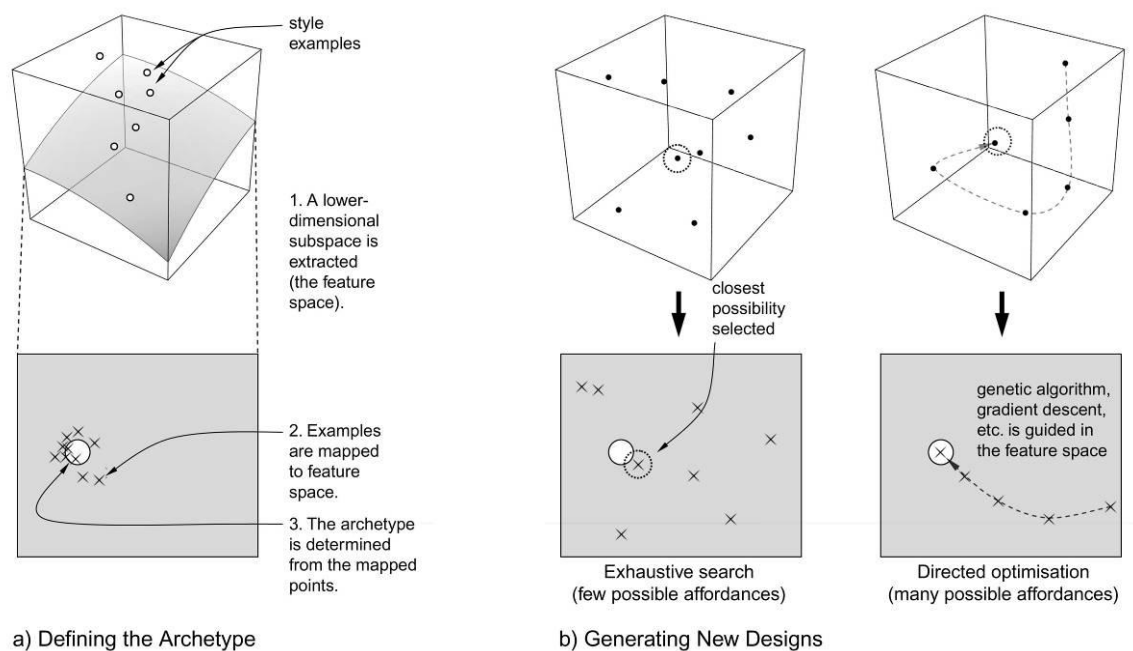 style
examples
1. A lower-
dimensional
subspace is
extracted
(the feature
space).
2. Examples
are mapped
to feature
space.
3. The archetype
is determined
from the mapped
points.
a) Defining the Archetype
closest
possibility
selected
genetic algorithm,
gradient descent,
etc. is guided in
the feature space
Exhaustive search
(few possible affordances)
Directed optimisation
(many possible affordances)
b) Generating New Designs